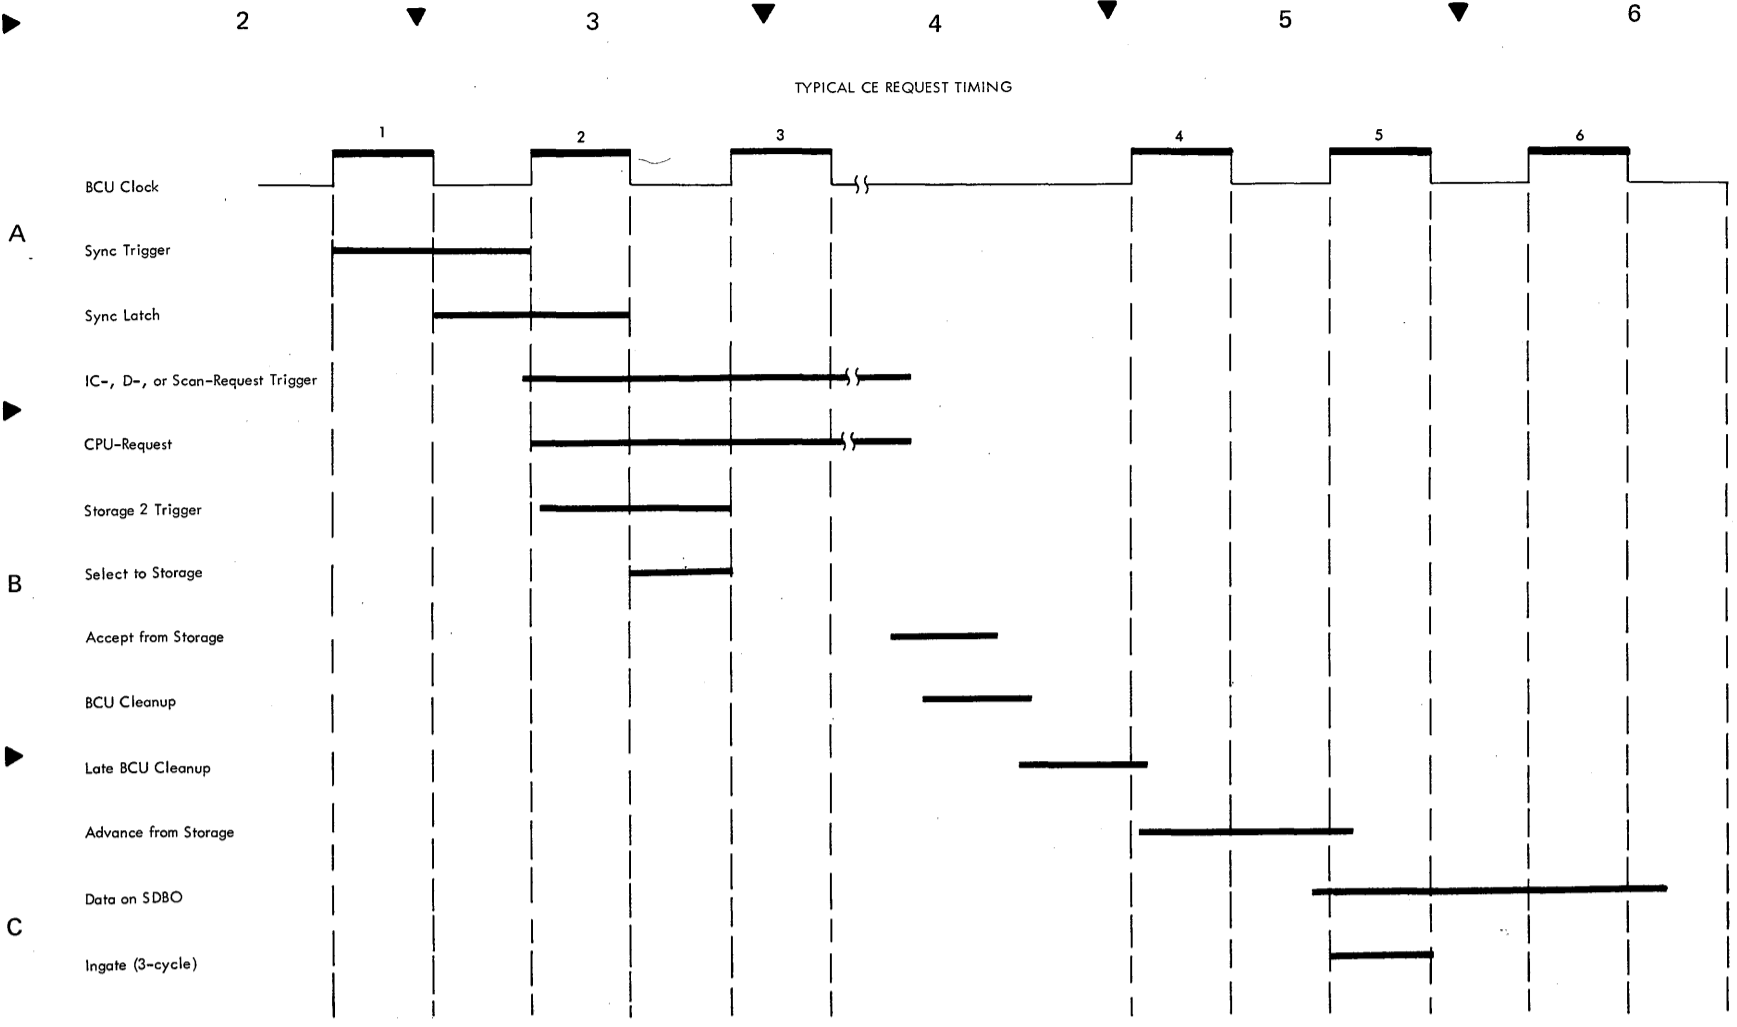 2 3 4 5 6
TYPICAL CE REQUEST TIMING
1 2 3 4 5 6
BCU Clock
A
Sync Trigger
Sync Latch
IC-, D-, or Scan-Request Trigger
CPU-Request
Storage 2 Trigger
B
Select to Storage
Accept from Storage
BCU Cleanup
Late BCU Cleanup
Advance from Storage
Data on SDBO
C
Ingate (3-cycle)